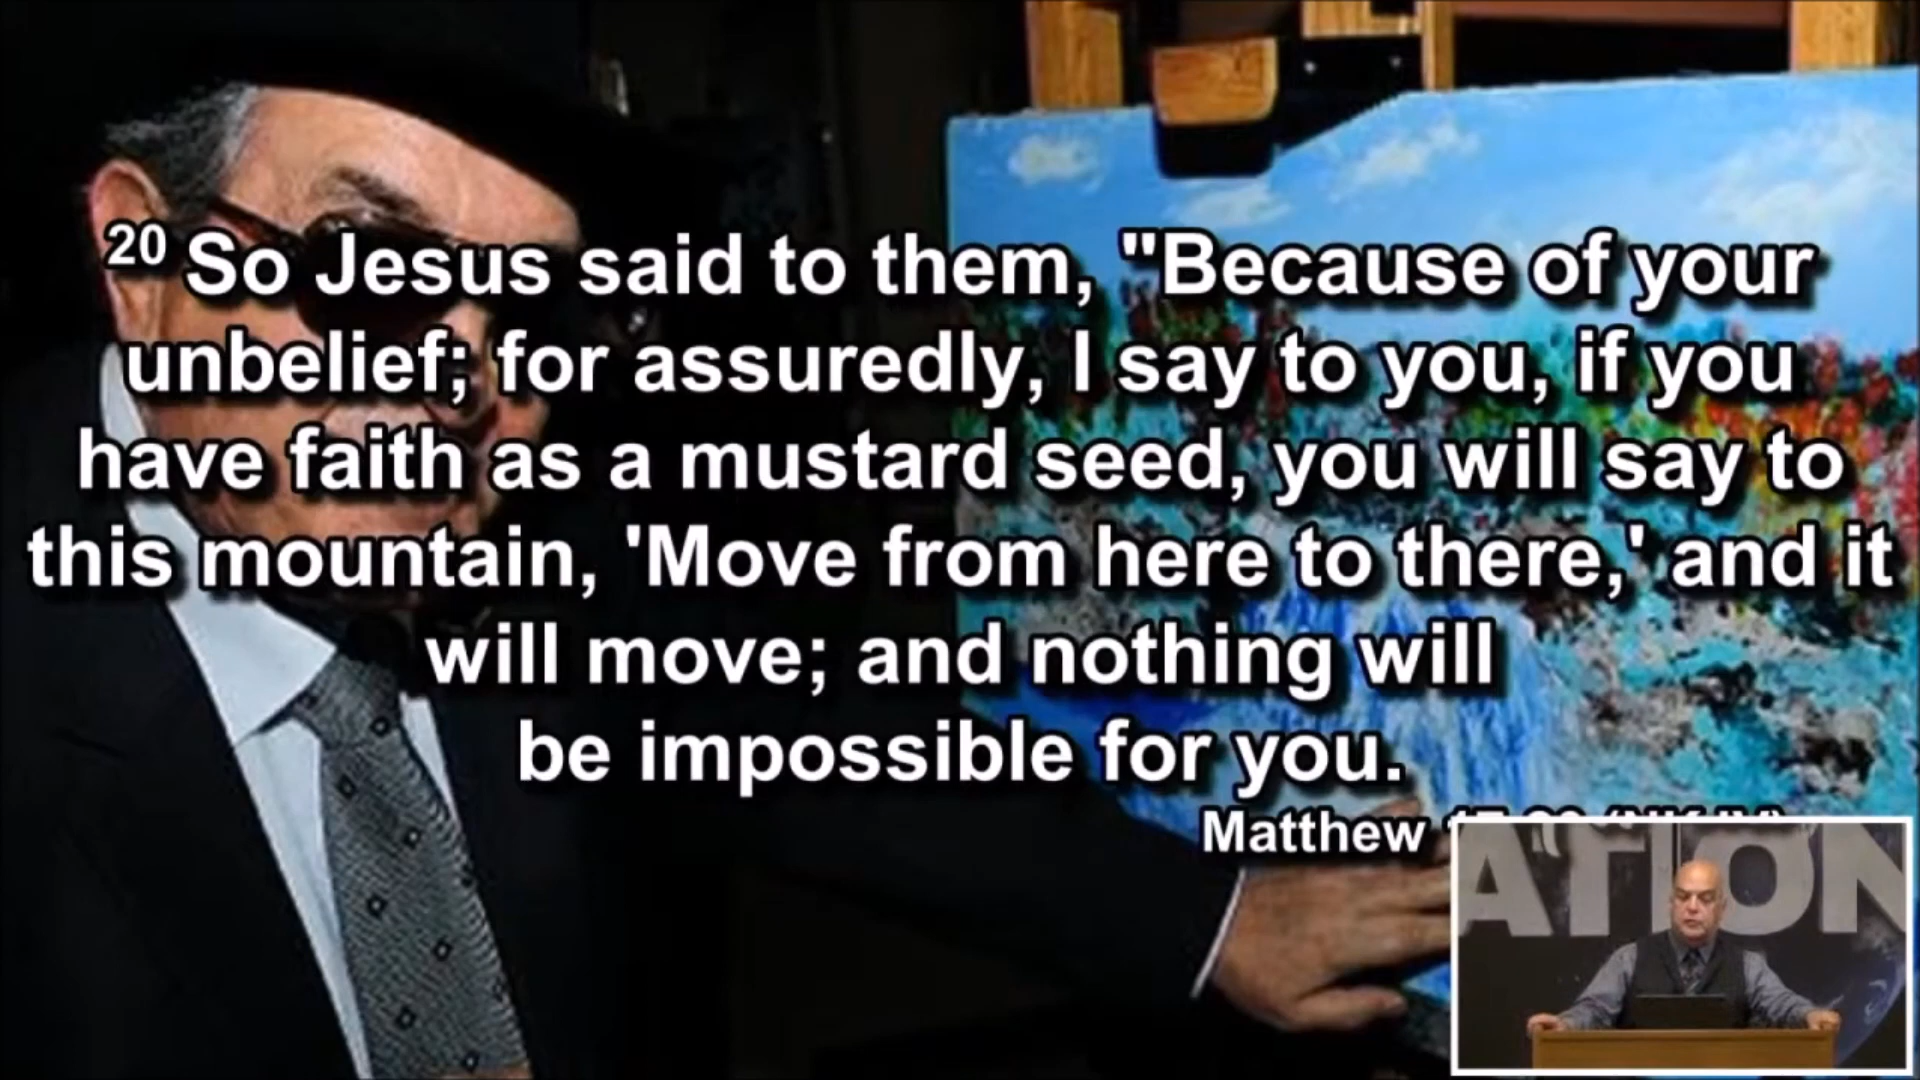 20 So Jesus said to them, "Because of your
unbelief; for assuredly, I say to you, if you
have faith as a mustard seed, you will say to
this mountain, 'Move from here to there,' and it
will move; and nothing will
be impossible for you.
Matthew
ATION